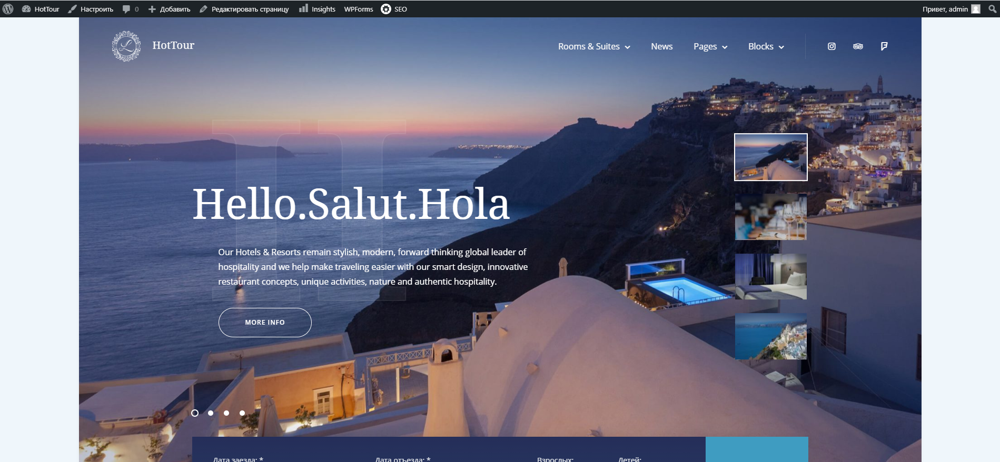 HotTour Настроить 0 Добавить Редактировать страницу Insights WPForms SEO Привет, admin
HotTour Rooms & Suites News Pages Blocks
H
Hello.Salut.Hola
Our Hotels & Resorts remain stylish, modern, forward thinking global leader of
hospitality and we help make traveling easier with our smart design, innovative
restaurant concepts, unique activities, nature and authentic hospitality.
MORE INFO
Дата заезда: * Дата отъезда: * Взрослых: Детей: